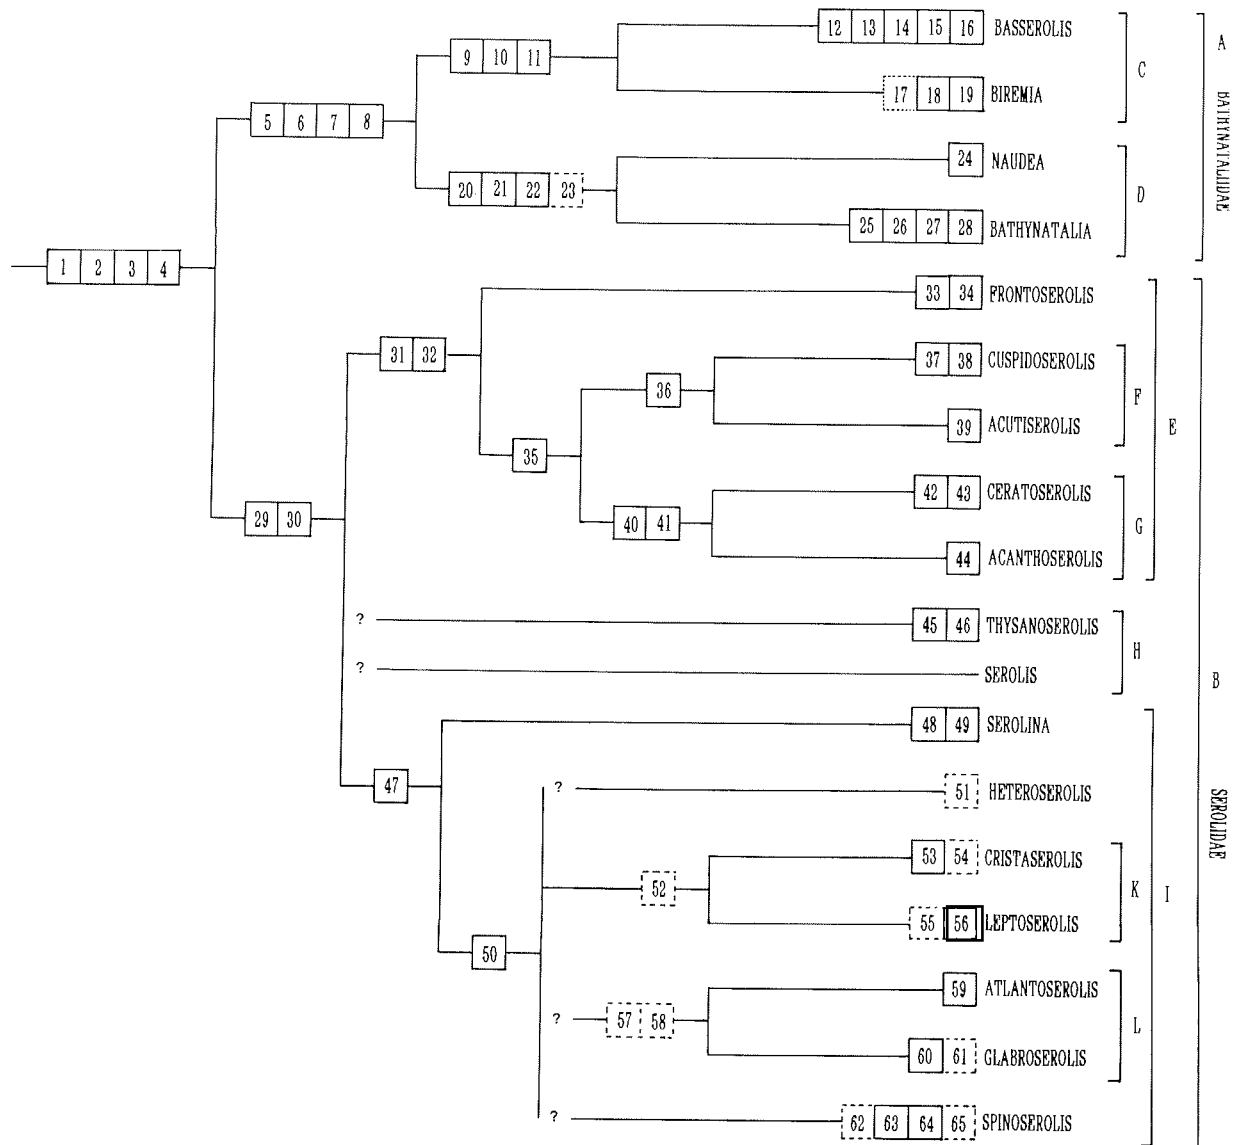 12 13 14 15 16 BASSEROLIS
A
9 10 11
C
17 18 19 BIREMIA
BATHYNATALIIDAE
5 6 7 8
24 NAUDEA
20 21 22 23
D
25 26 27 28 BATHYNATALIA
1 2 3 4
33 34 FRONTOSEROLIS
31 32
37 38 CUSPIDOSEROLIS
36
F
39 ACUTISEROLIS
E
35
42 43 CERATOSEROLIS
29 30
40 41
G
44 ACANTHOSEROLIS
? 45 46 THYSANOSEROLIS
H
? SEROLIS
B
48 49 SEROLINA
47
? 51 HETEROSEROLIS
SEROLIDAE
53 54 CRISTASEROLIS
52
K
I
55 56 LEPTOSEROLIS
50
59 ATLANTOSEROLIS
? 57 58
L
60 61 GLABROSEROLIS
? 62 63 64 65 SPINOSEROLIS